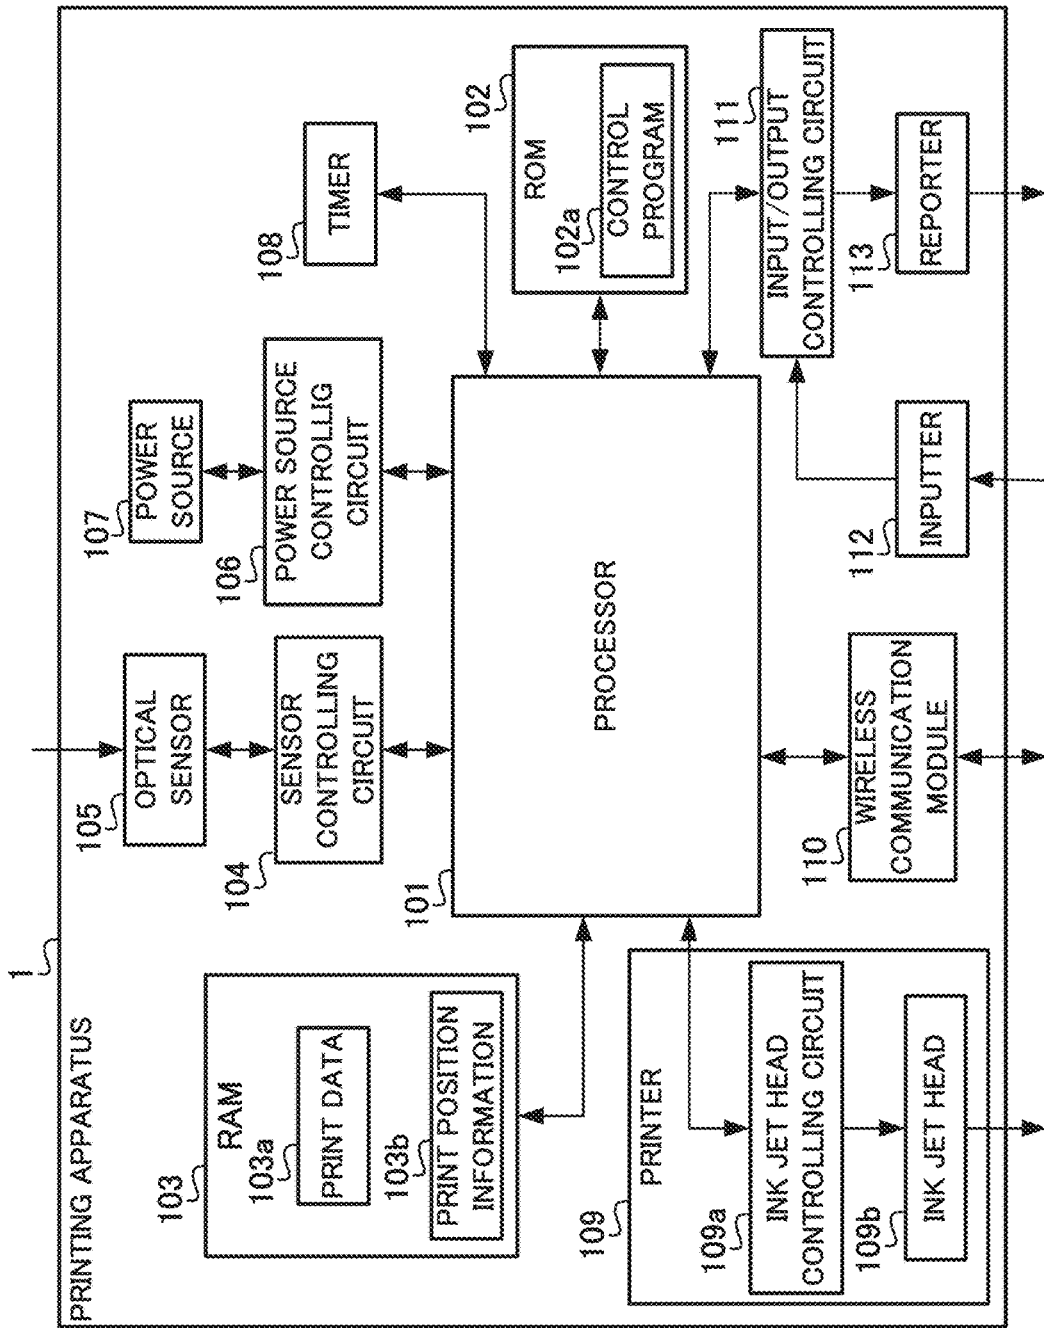 1
PRINTING APPARATUS
103
RAM
103a
PRINT DATA
103b
PRINT POSITION
INFORMATION
105
OPTICAL
SENSOR
104
SENSOR
CONTROLLING
CIRCUIT
107
POWER
SOURCE
106
POWER SOURCE
CONTROLLIG
CIRCUIT
108
TIMER
102
ROM
102a
CONTROL
PROGRAM
101
PROCESSOR
109
PRINTER
109a
INK JET HEAD
CONTROLLING CIRCUIT
109b
INK JET HEAD
110
WIRELESS
COMMUNICATION
MODULE
112
INPUTTER
111
INPUT/OUTPUT
CONTROLLING CIRCUIT
113
REPORTER